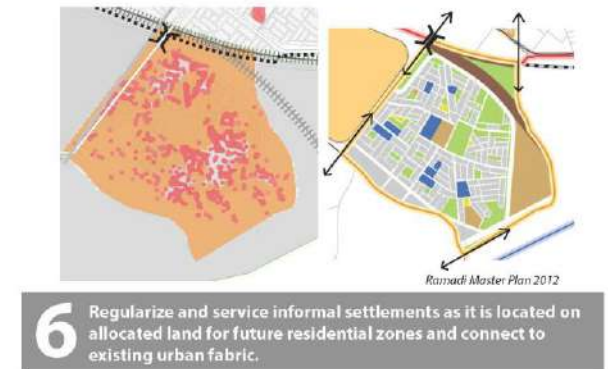 Ramadi Master Plan 2012
6
Regularize and service informal settlements as it is located on
allocated land for future residential zones and connect to
existing urban fabric.